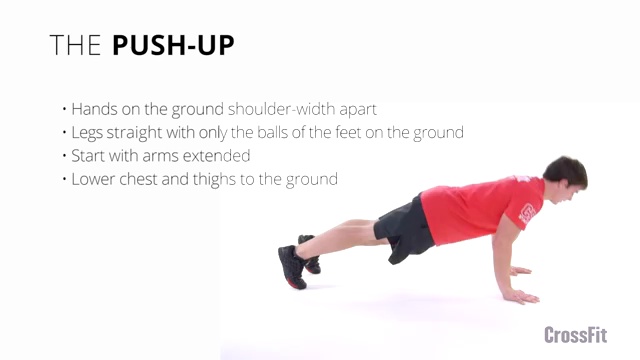 THE PUSH-UP
• Hands on the ground shoulder-width apart
• Legs straight with only the balls of the feet on the ground
• Start with arms extended
• Lower chest and thighs to the ground
CrossFit